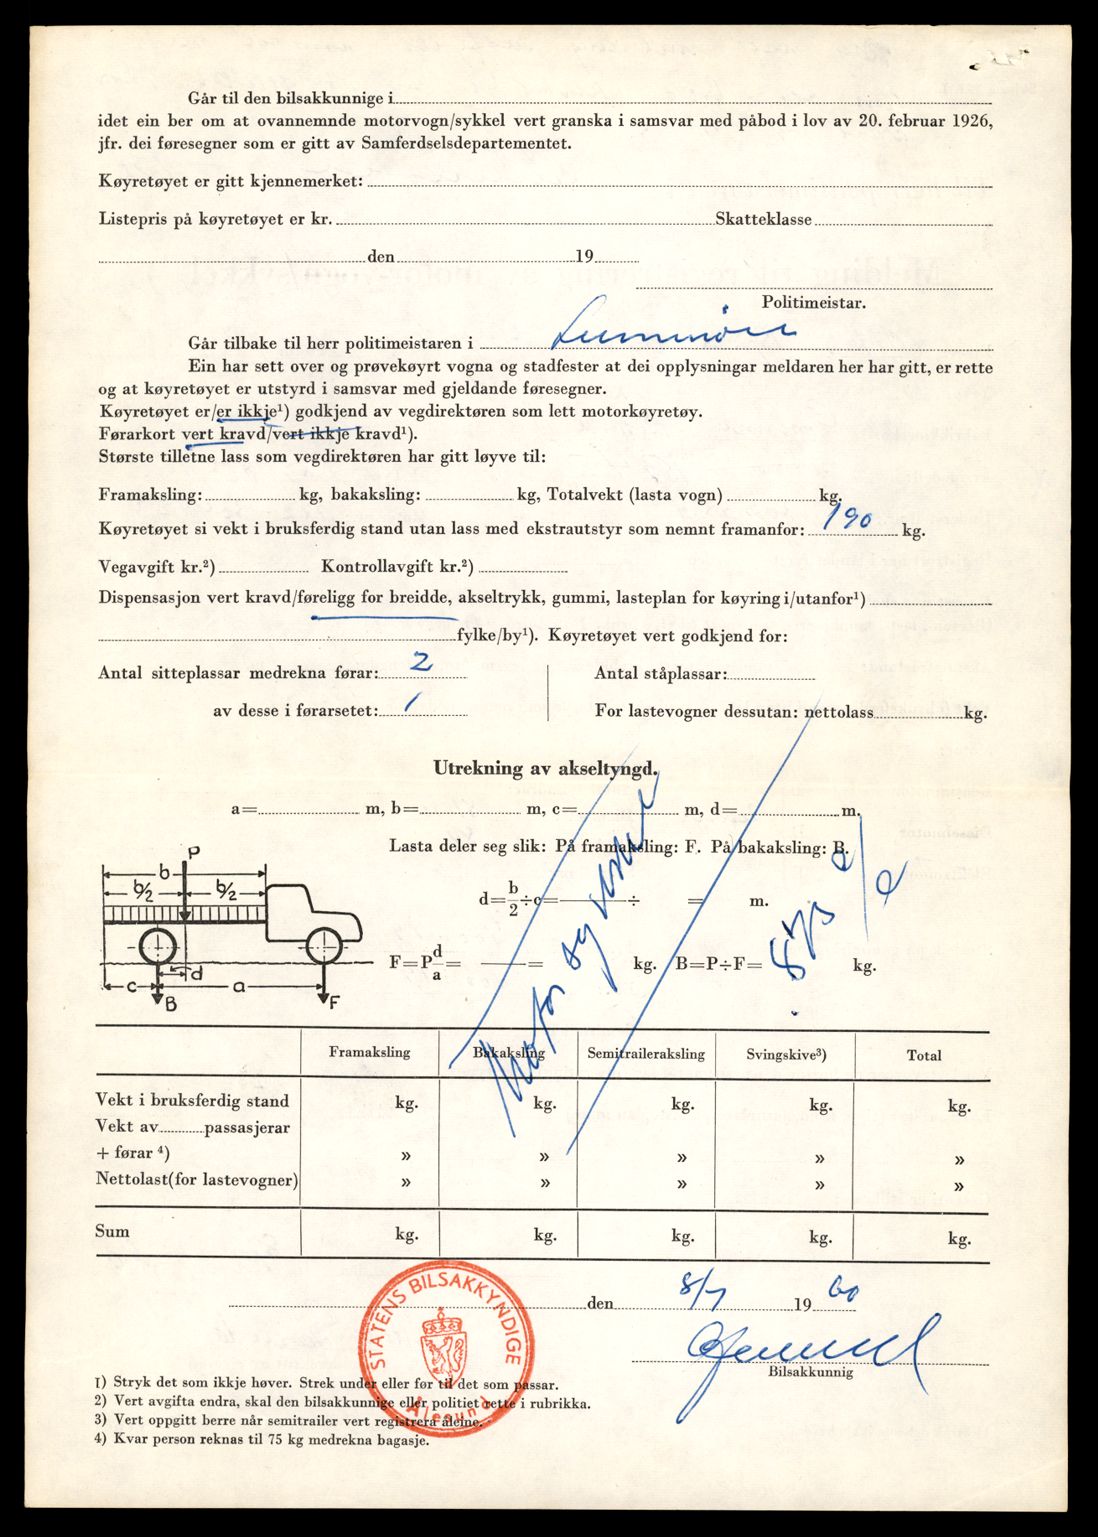 Går til den bilsakkunnige i
idet ein ber om at ovannemnde motorvogn/sykkel vert granska i samsvar med påbod i lov av 20. februar 1926,
jfr. dei føresegner som er gitt av Samferdselsdepartementet.
Køyretøyet er gitt kjennemerket:
Listepris på køyretøyet er kr. Skatteklasse
den 19
Politimeistar.
Går tilbake til herr politimeistaren i Sunnmøre
Ein har sett over og prøvekøyrt vogna og stadfester at dei opplysningar meldaren her har gitt, er rette
og at køyretøyet er utstyrd i samsvar med gjeldande føresegner.
Køyretøyet er/er ikkje¹) godkjend av vegdirektøren som lett motorkøyretøy.
Førarkort vert kravd/vert ikkje kravd¹).
Største tilletne lass som vegdirektøren har gitt løyve til:
Framaksling: kg, bakaksling: kg, Totalvekt (lasta vogn) kg.
Køyretøyet si vekt i bruksferdig stand utan lass med ekstrautstyr som nemnt framanfor: 190 kg.
Vegavgift kr.²) Kontrollavgift kr.²)
Dispensasjon vert kravd/føreligg for breidde, akseltrykk, gummi, lasteplan for køyring i/utanfor¹)
fylke/by¹). Køyretøyet vert godkjend for:
Antal sitteplassar medrekna førar: 2 Antal ståplassar:
av desse i førarsetet: 1 For lastevogner dessutan: nettolass kg.
Utrekning av akseltyngd.
a= m, b= m, c= m, d= m.
Lasta deler seg slik: På framaksling: F. På bakaksling: B.
P
b
b/2 b/2
d=b/2÷c= ÷ = m.
F=P d/a= = kg. B=P÷F= kg.
d
c a
B F
Motor og
Framaksling Bakaksling Semitraileraksling Svingskive³) Total
Vekt i bruksferdig stand kg. kg. kg. kg. kg.
Vekt av passasjerar
+ førar ⁴) » » » » »
Nettolast(for lastevogner) » » » » »
Sum kg. kg. kg. kg. kg.
den 8/7 19 60
Bilsakkunnig
STATENS BILSAKKYNDIGE
Ålesund
1) Stryk det som ikkje høver. Strek under eller før til det som passar.
2) Vert avgifta endra, skal den bilsakkunnige eller politiet rette i rubrikka.
3) Vert oppgitt berre når semitrailer vert registrera åleine.
4) Kvar person reknas til 75 kg medrekna bagasje.